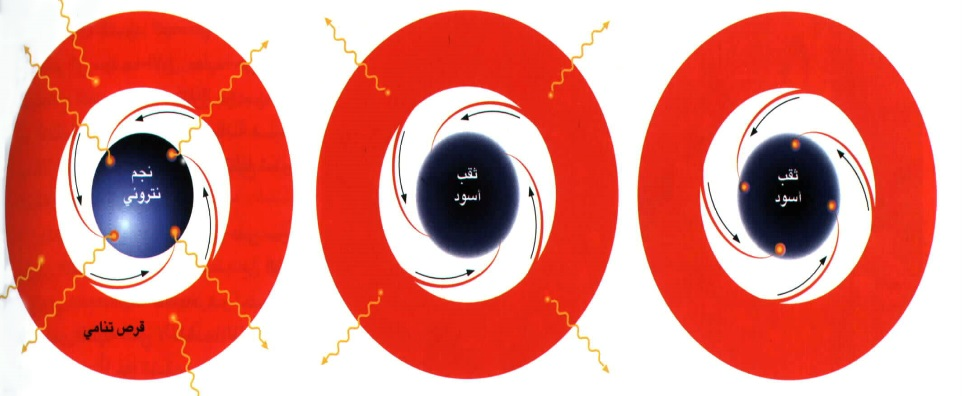 نجم
نتروني
قرص تنامي
ثقب
أسود
ثقب
أسود